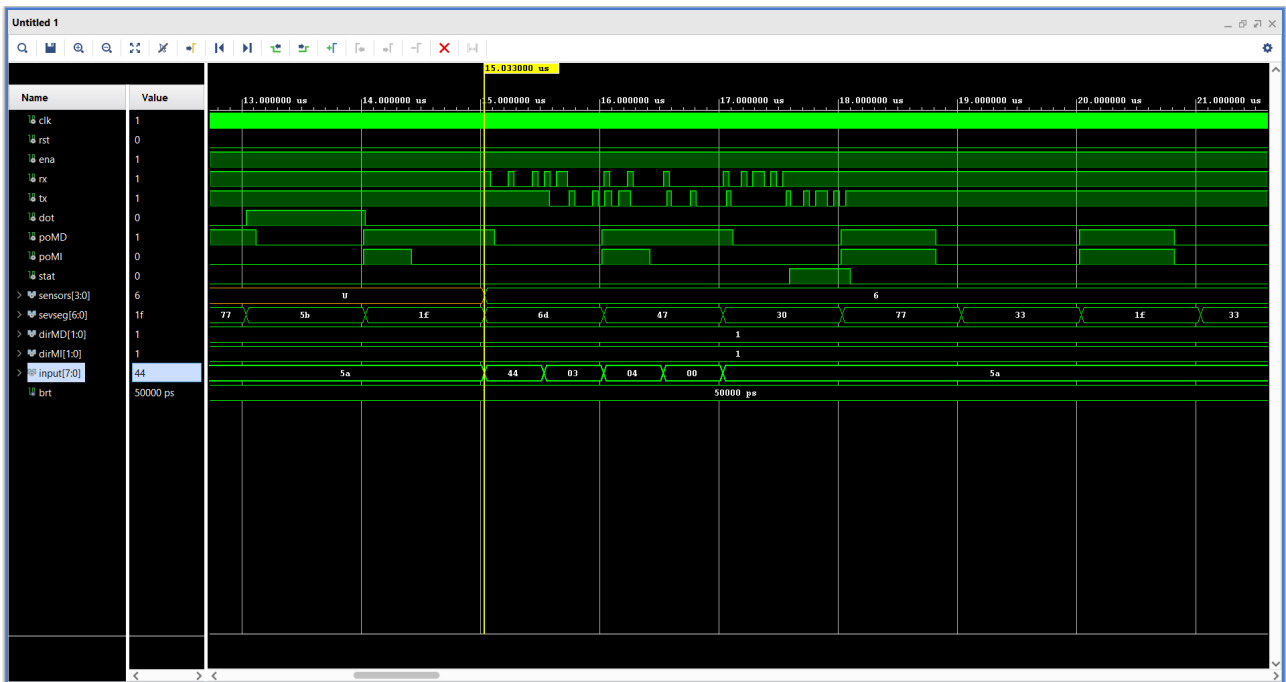 Untitled 1
15.033000 us
Name Value
13.000000 us 14.000000 us 15.000000 us 16.000000 us 17.000000 us 18.000000 us 19.000000 us 20.000000 us 21.000000 us
clk 1
rst 0
ena 1
rx 1
tx 1
dot 0
poMD 1
poMI 0
stat 0
sensors[3:0] 6 U 6
sevseg[6:0] 1f 77 5b 1f 6d 47 30 77 33 1f 33
dirMD[1:0] 1 1
dirMI[1:0] 1 1
input[7:0] 44 5a 44 03 04 00 5a
brt 50000 ps 50000 ps